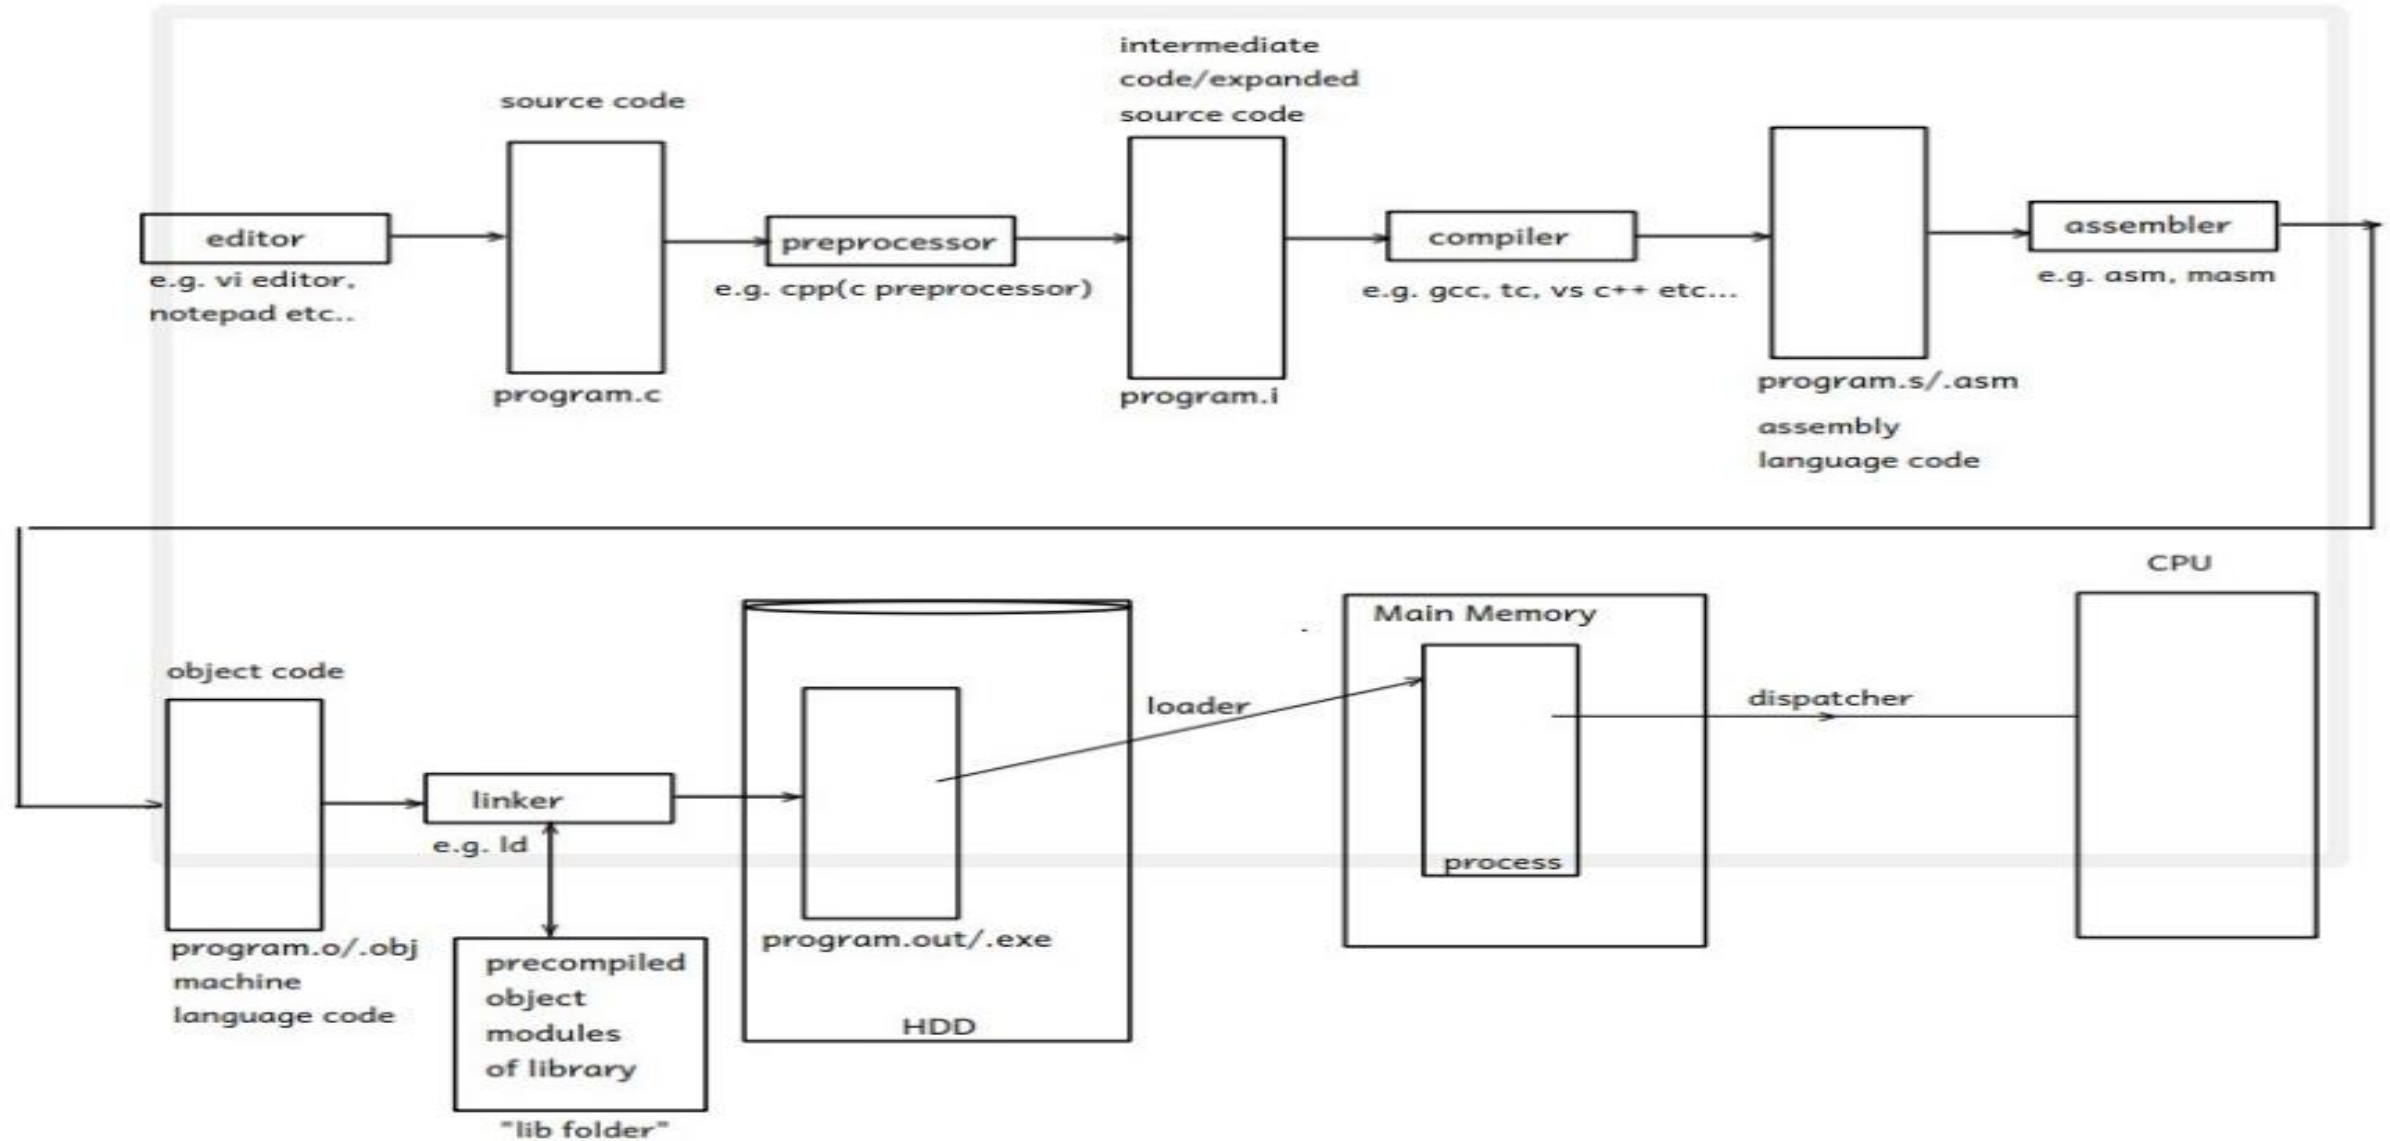 intermediate
code/expanded
source code
source code
editor
preprocessor
compiler
assembler
e.g. vi editor,
notepad etc..
e.g. cpp(c preprocessor)
e.g. gcc, tc, vs c++ etc...
e.g. asm, masm
program.c
program.i
program.s/.asm
assembly
language code
CPU
Main Memory
object code
loader
dispatcher
linker
e.g. ld
process
program.o/.obj
machine
language code
program.out/.exe
precompiled
object
modules
of library
HDD
"lib folder"